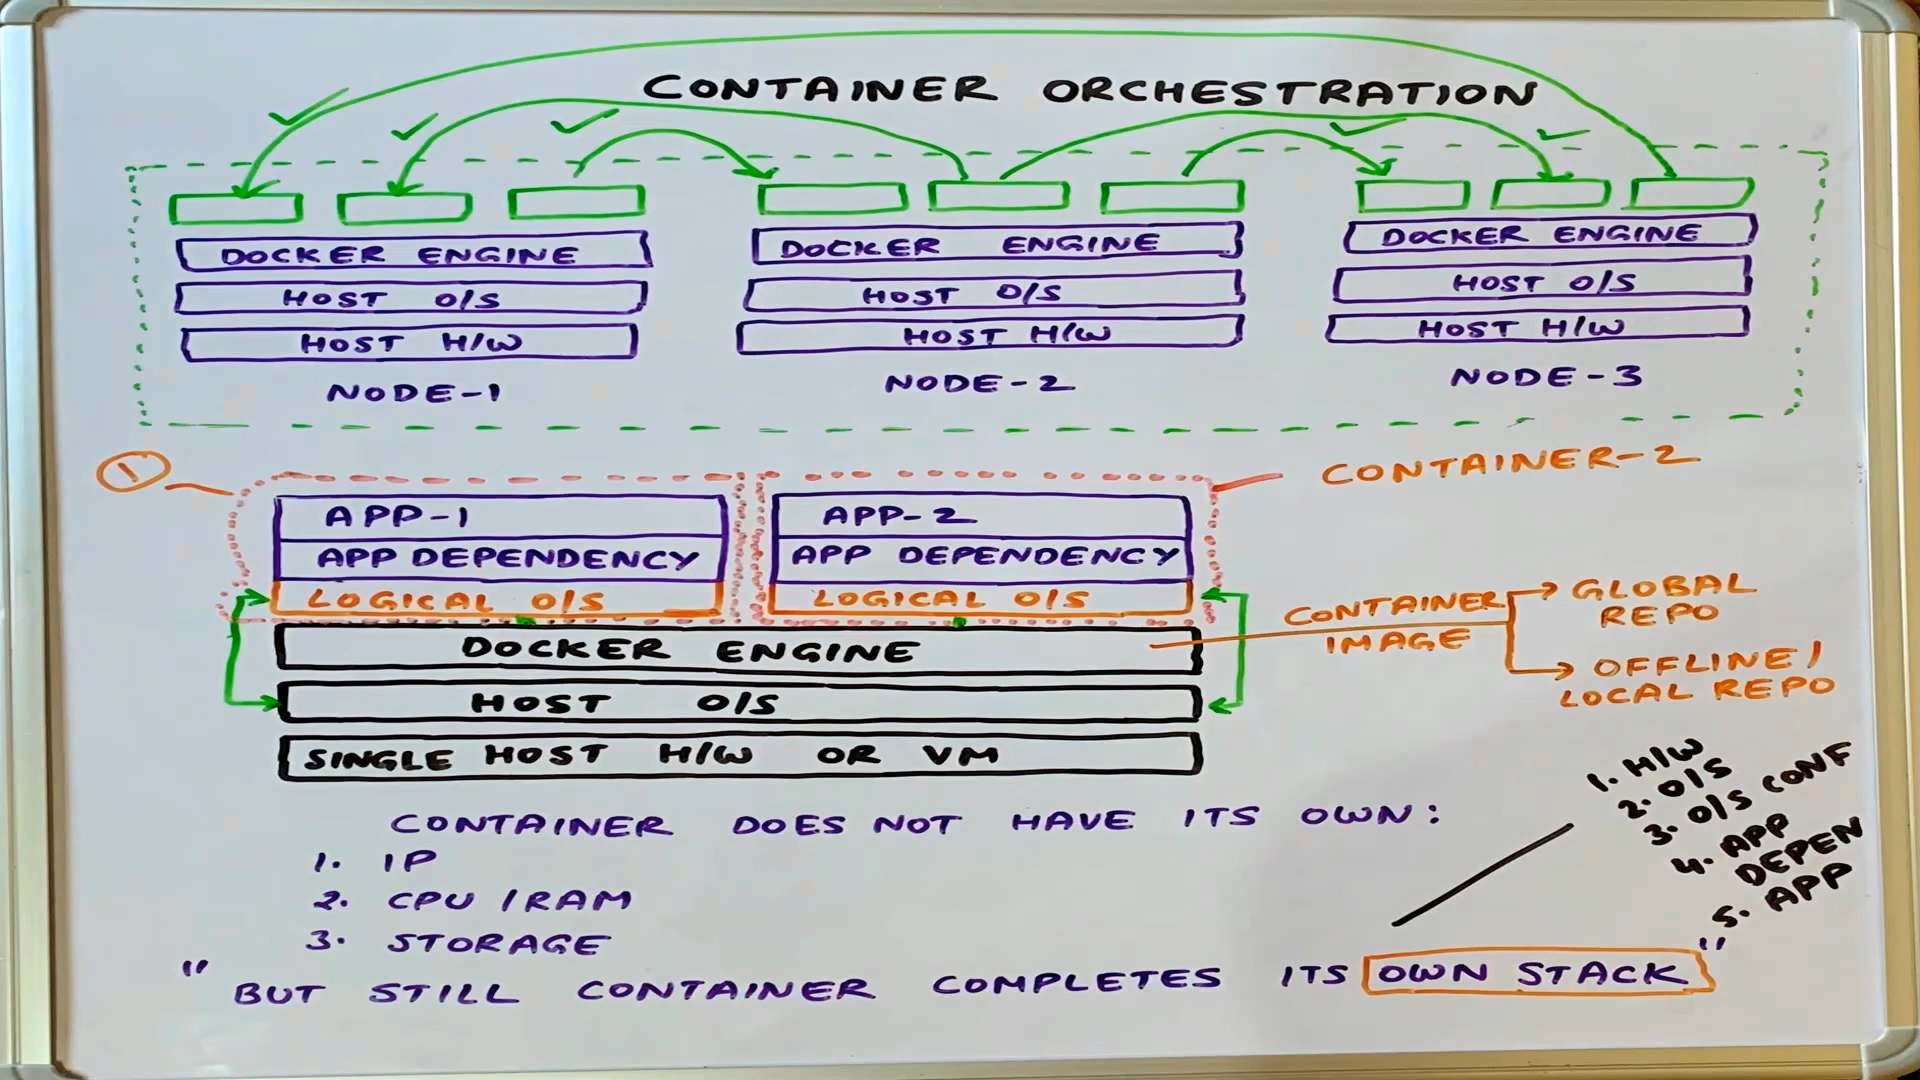 CONTAINER ORCHESTRATION
DOCKER ENGINE
HOST O/S
HOST H/W
NODE-1
DOCKER ENGINE
HOST O/S
HOST H/W
NODE-2
DOCKER ENGINE
HOST O/S
HOST H/W
NODE-3
1
CONTAINER-2
APP-1
APP DEPENDENCY
LOGICAL O/S
APP-2
APP DEPENDENCY
LOGICAL O/S
DOCKER ENGINE
HOST O/S
SINGLE HOST H/W OR VM
CONTAINER
IMAGE
GLOBAL
REPO
OFFLINE/
LOCAL REPO
1. H/W
2. O/S
3. O/S CONF
4. APP
DEPEN
5. APP
CONTAINER DOES NOT HAVE ITS OWN:
1. IP
2. CPU /RAM
3. STORAGE
"BUT STILL CONTAINER COMPLETES ITS OWN STACK"